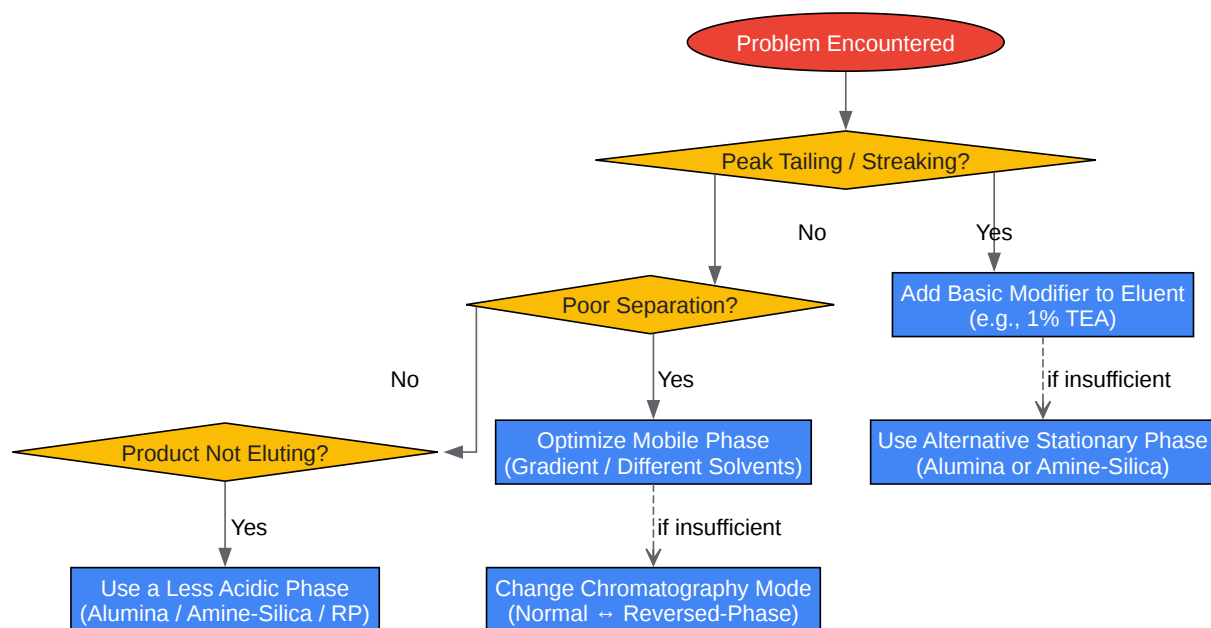 Problem Encountered
Peak Tailing / Streaking?
No
Yes
Poor Separation?
Add Basic Modifier to Eluent
(e.g., 1% TEA)
No
Yes
if insufficient
Product Not Eluting?
Optimize Mobile Phase
(Gradient / Different Solvents)
Use Alternative Stationary Phase
(Alumina or Amine-Silica)
Yes
if insufficient
Use a Less Acidic Phase
(Alumina / Amine-Silica / RP)
Change Chromatography Mode
(Normal ↔ Reversed-Phase)